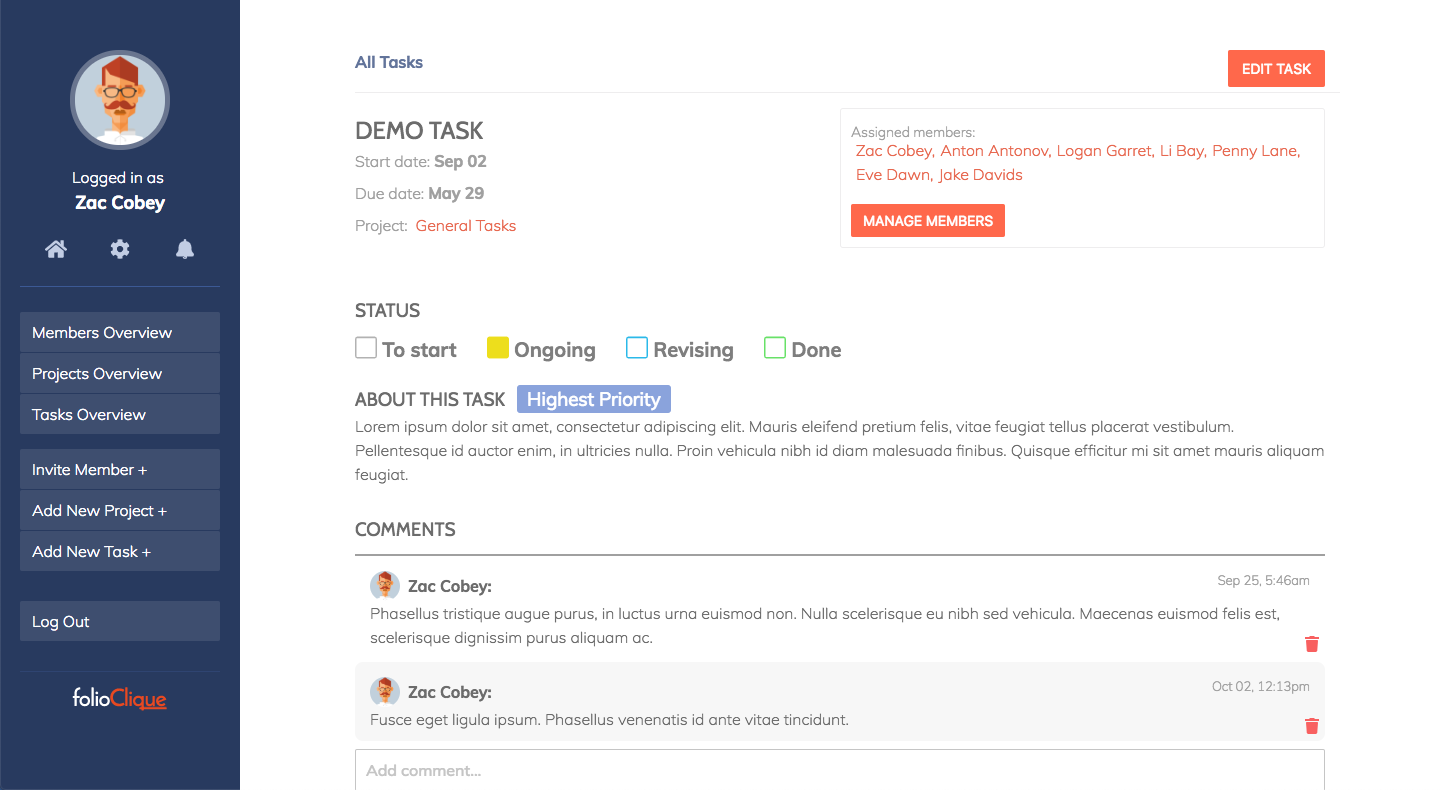 Logged in as
Zac Cobey
Members Overview
Projects Overview
Tasks Overview
Invite Member +
Add New Project +
Add New Task +
Log Out
folioClique
All Tasks
EDIT TASK
DEMO TASK
Start date: Sep 02
Due date: May 29
Project: General Tasks
Assigned members:
Zac Cobey, Anton Antonov, Logan Garret, Li Bay, Penny Lane,
Eve Dawn, Jake Davids
MANAGE MEMBERS
STATUS
To start Ongoing Revising Done
ABOUT THIS TASK Highest Priority
Lorem ipsum dolor sit amet, consectetur adipiscing elit. Mauris eleifend pretium felis, vitae feugiat tellus placerat vestibulum.
Pellentesque id auctor enim, in ultricies nulla. Proin vehicula nibh id diam malesuada finibus. Quisque efficitur mi sit amet mauris aliquam
feugiat.
COMMENTS
Zac Cobey: Sep 25, 5:46am
Phasellus tristique augue purus, in luctus urna euismod non. Nulla scelerisque eu nibh sed vehicula. Maecenas euismod felis est,
scelerisque dignissim purus aliquam ac.
Zac Cobey: Oct 02, 12:13pm
Fusce eget ligula ipsum. Phasellus venenatis id ante vitae tincidunt.
Add comment...